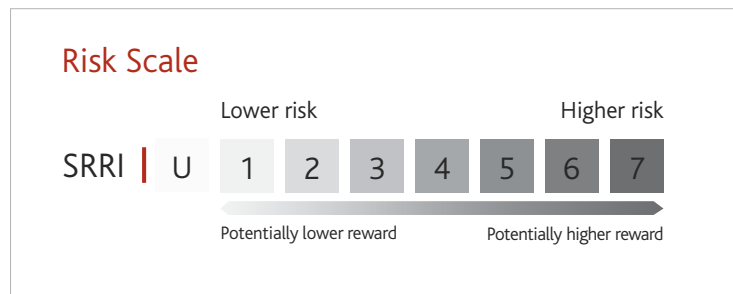 Risk Scale
Lower risk Higher risk
SRRI U 1 2 3 4 5 6 7
Potentially lower reward Potentially higher reward